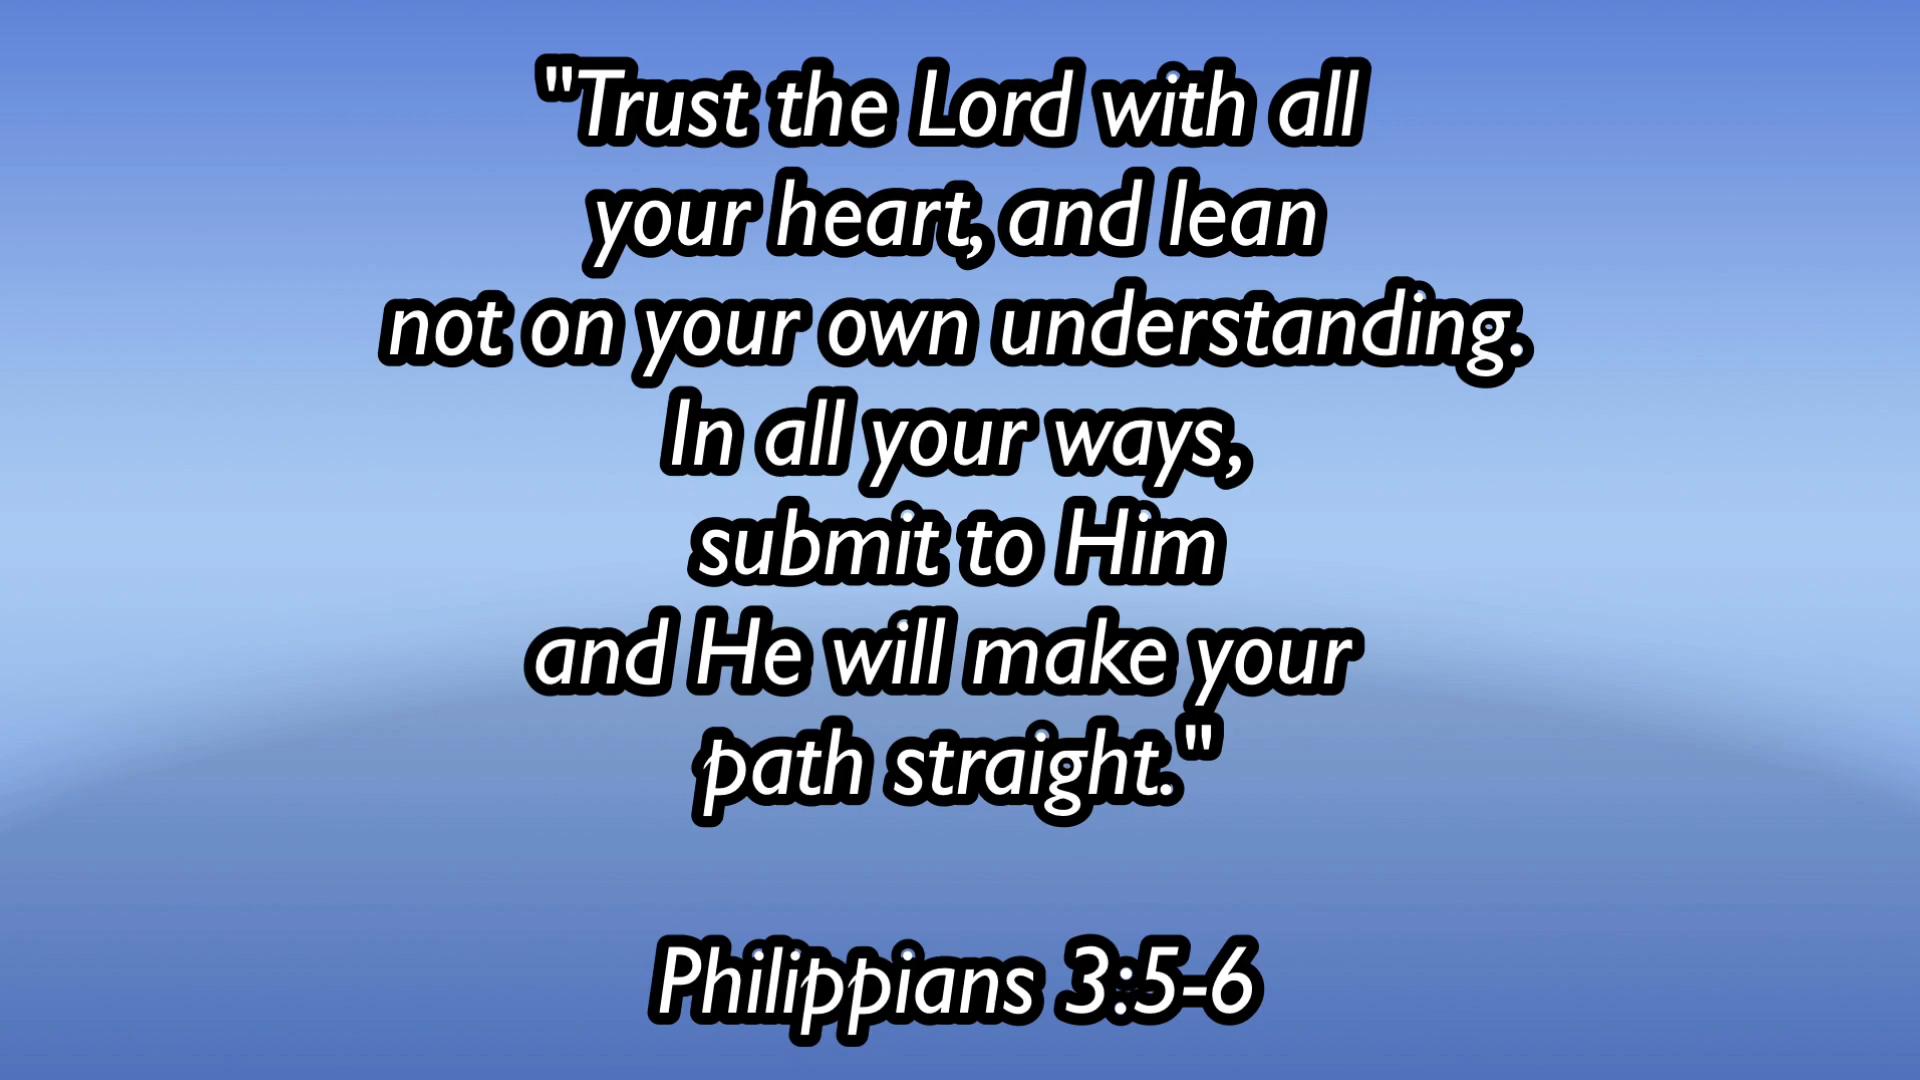 "Trust the Lord with all
your heart, and lean
not on your own understanding.
In all your ways,
submit to Him
and He will make your
path straight."
Philippians 3:5-6